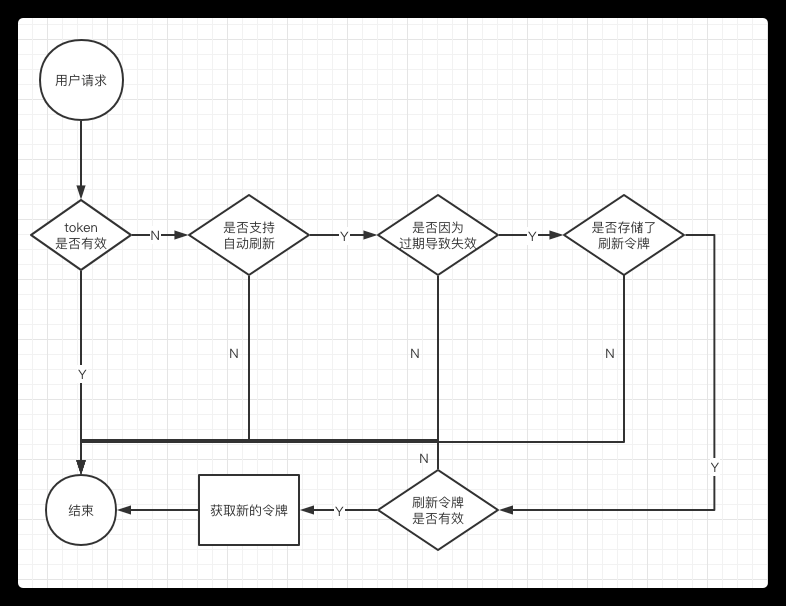 用户请求
token
是否有效
N
是否支持
自动刷新
Y
是否因为
过期导致失效
Y
是否存储了
刷新令牌
N
N
N
Y
N
Y
结束
获取新的令牌
Y
刷新令牌
是否有效